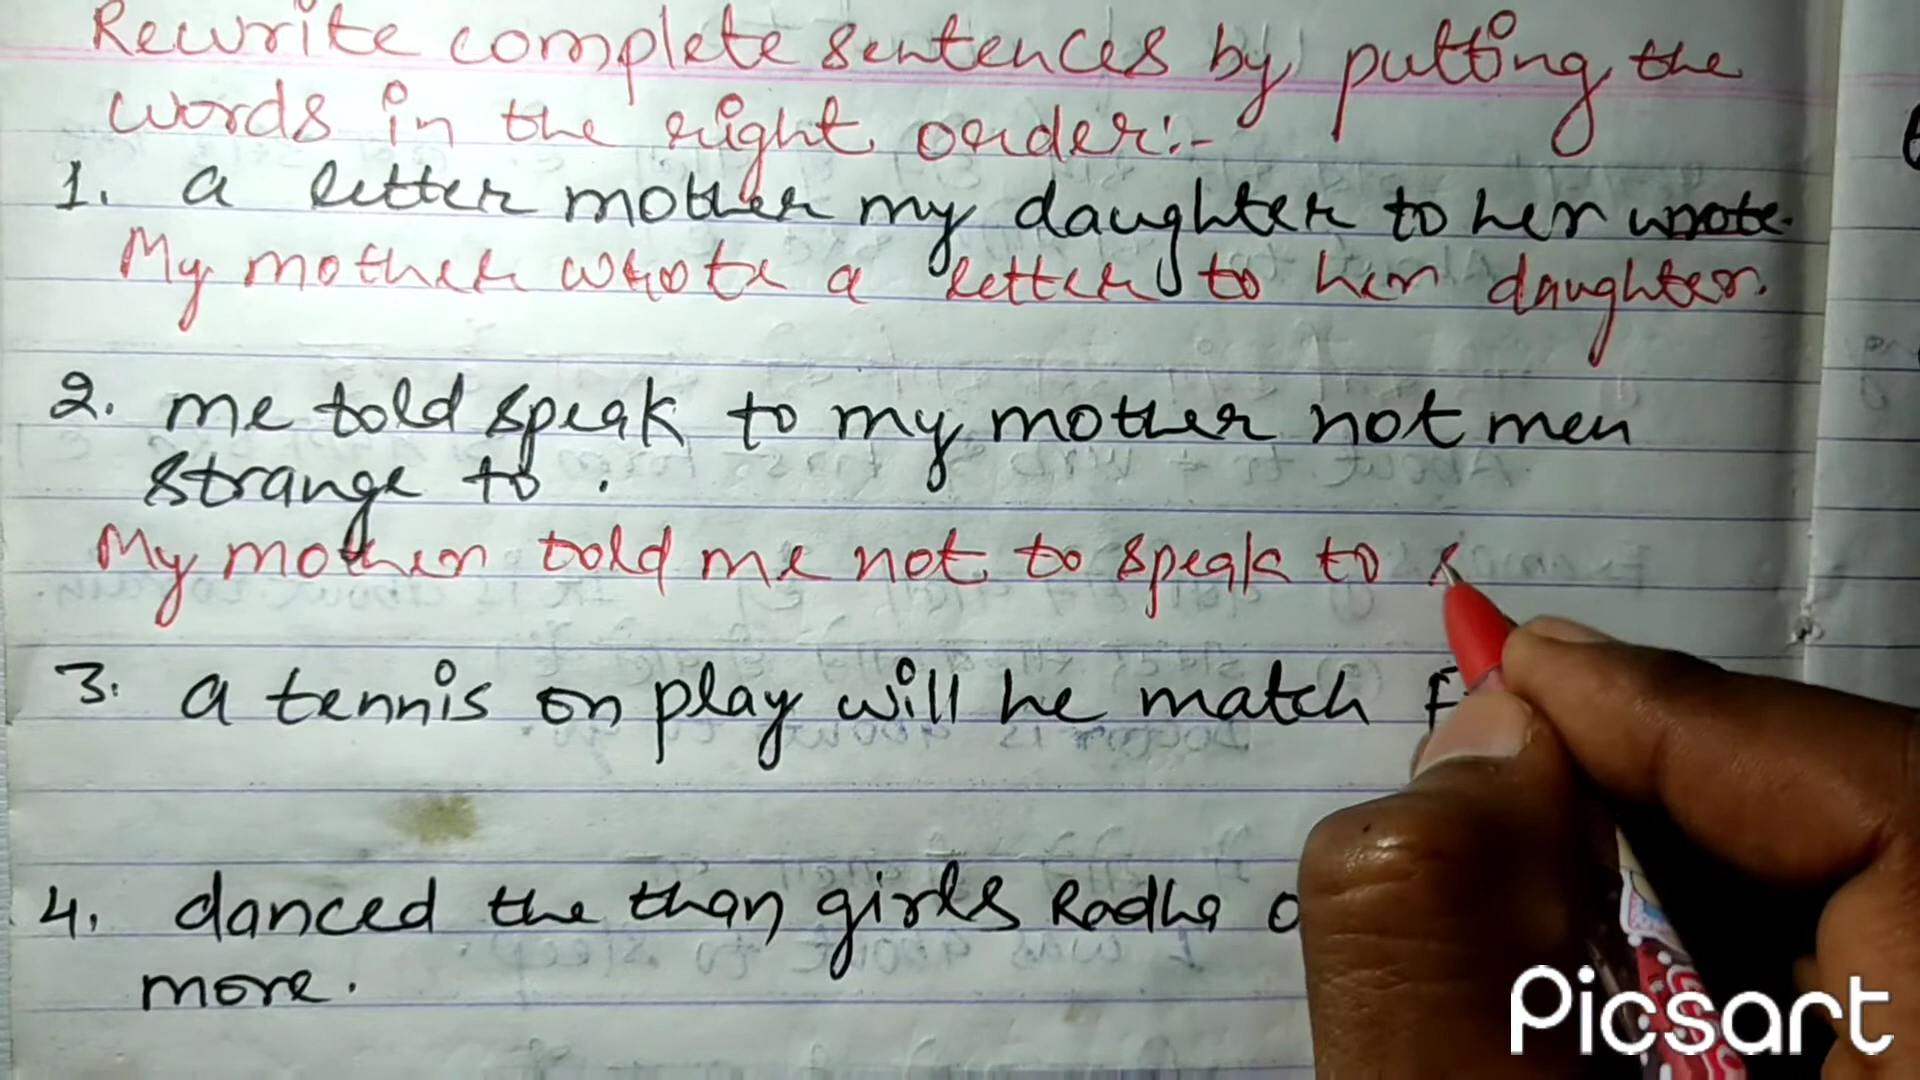 Rewrite complete sentences by putting the
words in the right order:-
1. a letter mother my daughter to her wrote.
My mother wrote a letter to her daughter.
2. me told speak to my mother not men
strange to.
My mother told me not to speak to s
3. a tennis on play will he match F
4. danced the than girls Radha o
more.
Picsart